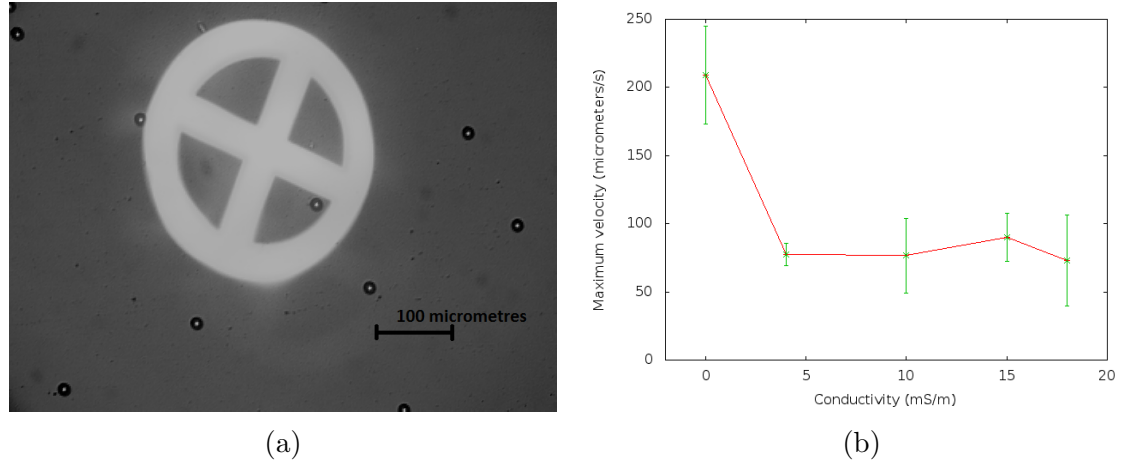 100 micrometres
(a)
Maximum velocity (micrometers/s)
250
200
150
100
50
0
0 5 10 15 20
Conductivity (mS/m)
(b)